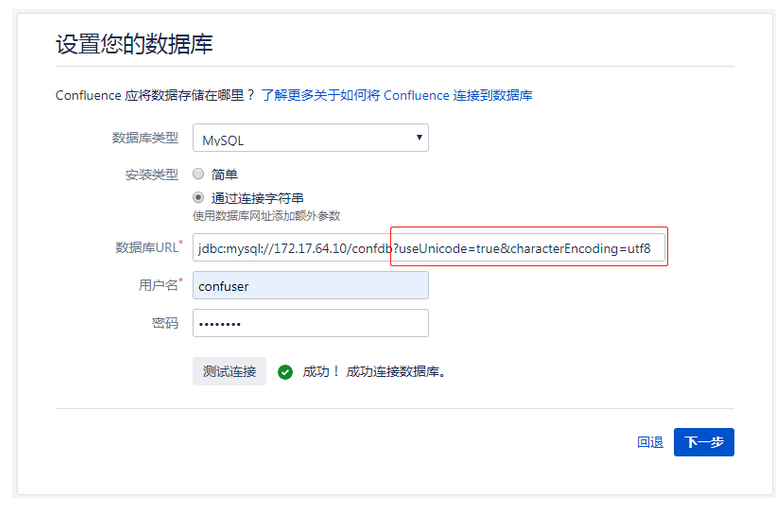 设置您的数据库
Confluence 应将数据存储在哪里？ 了解更多关于如何将 Confluence 连接到数据库
数据库类型 MySQL
安装类型 简单
通过连接字符串
使用数据库网址添加额外参数
数据库URL* jdbc:mysql://172.17.64.10/confdb?useUnicode=true&characterEncoding=utf8
用户名* confuser
密码 ••••••••
测试连接 成功！ 成功连接数据库。
回退 下一步